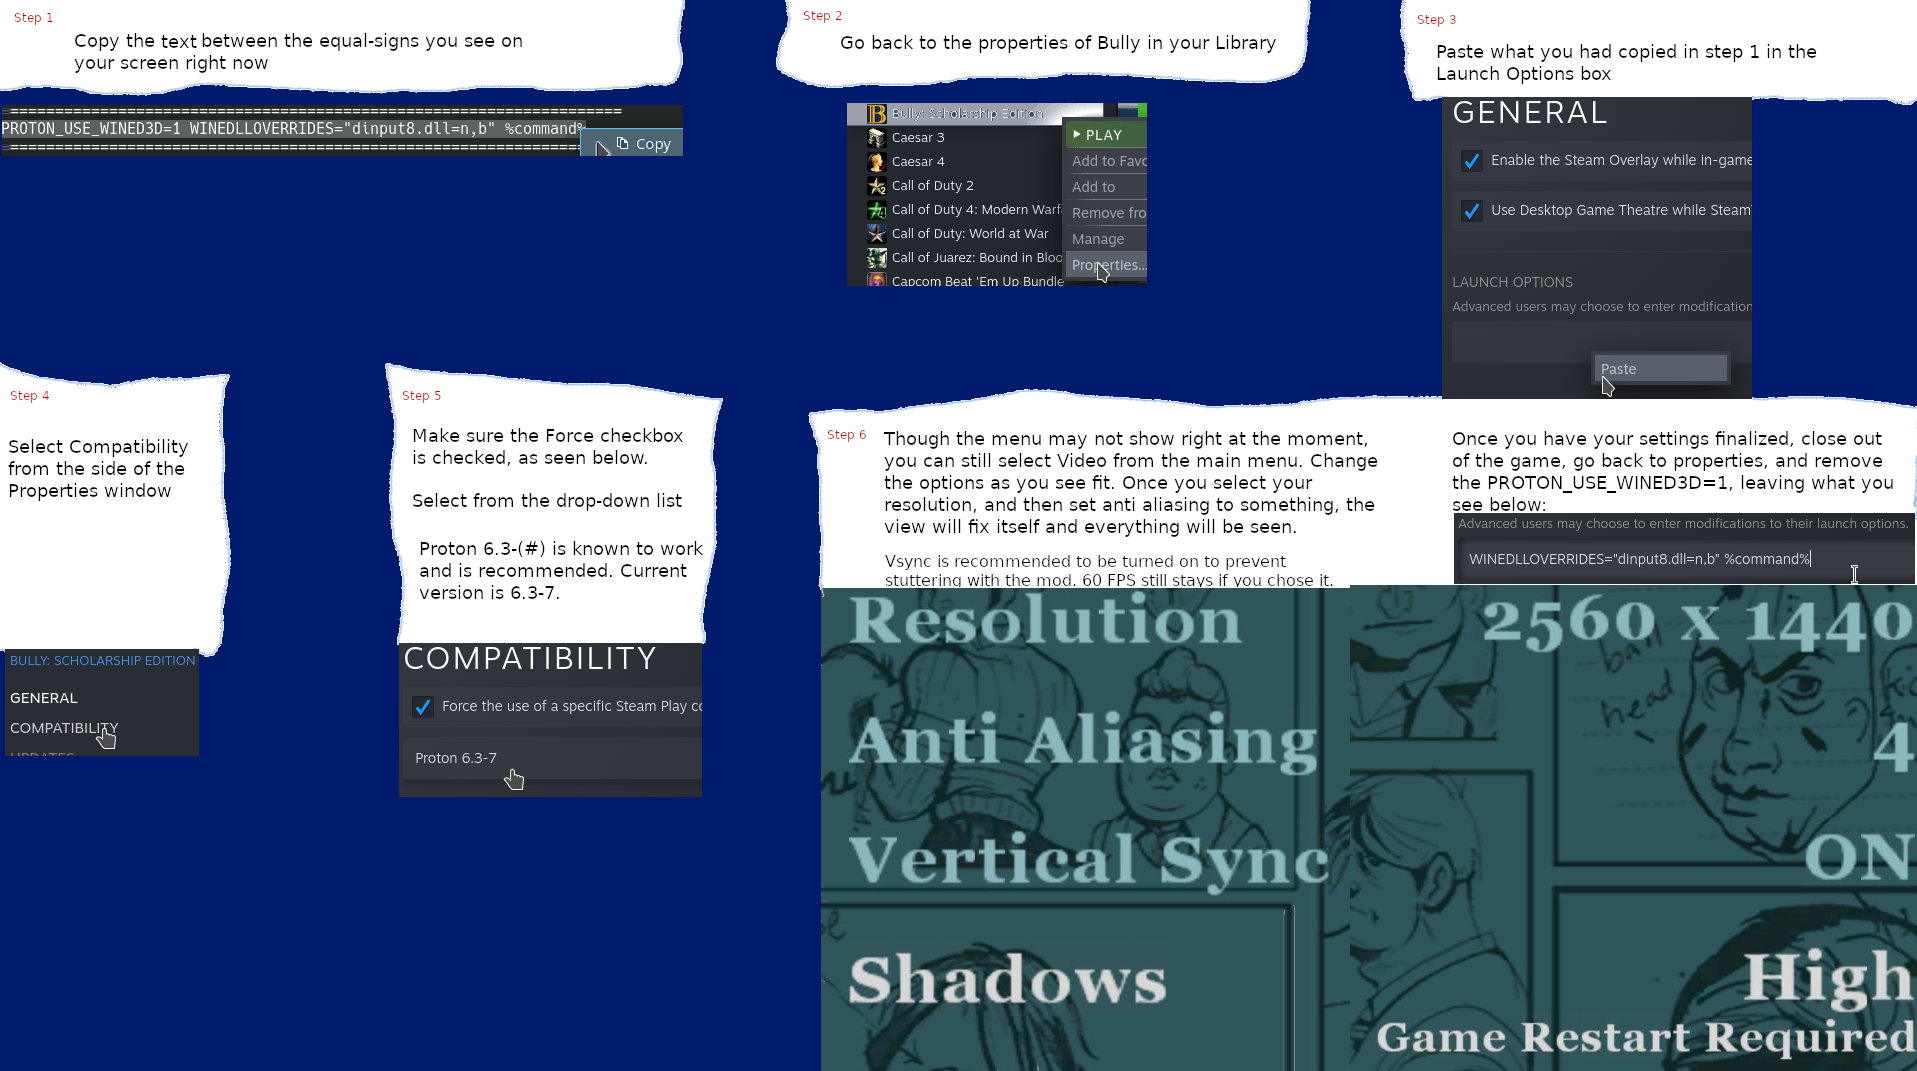 Step 1
Copy the text between the equal-signs you see on
your screen right now
=====================================================================
PROTON_USE_WINED3D=1 WINEDLLOVERRIDES="dinput8.dll=n,b" %command%
=====================================================================
Copy
Step 2
Go back to the properties of Bully in your Library
Bully: Scholarship Edition
Caesar 3
Caesar 4
Call of Duty 2
Call of Duty 4: Modern Warf
Call of Duty: World at War
Call of Juarez: Bound in Bloo
Capcom Beat 'Em Up Bundle
PLAY
Add to Favo
Add to
Remove fro
Manage
Properties...
Step 3
Paste what you had copied in step 1 in the
Launch Options box
GENERAL
Enable the Steam Overlay while in-game
Use Desktop Game Theatre while Steam
LAUNCH OPTIONS
Advanced users may choose to enter modification
Paste
Step 4
Select Compatibility
from the side of the
Properties window
BULLY: SCHOLARSHIP EDITION
GENERAL
COMPATIBILITY
UPDATES
Step 5
Make sure the Force checkbox
is checked, as seen below.
Select from the drop-down list
Proton 6.3-(#) is known to work
and is recommended. Current
version is 6.3-7.
COMPATIBILITY
Force the use of a specific Steam Play co
Proton 6.3-7
Step 6
Though the menu may not show right at the moment,
you can still select Video from the main menu. Change
the options as you see fit. Once you select your
resolution, and then set anti aliasing to something, the
view will fix itself and everything will be seen.
Vsync is recommended to be turned on to prevent
stuttering with the mod. 60 FPS still stays if you chose it.
Once you have your settings finalized, close out
of the game, go back to properties, and remove
the PROTON_USE_WINED3D=1, leaving what you
see below:
Advanced users may choose to enter modifications to their launch options.
WINEDLLOVERRIDES="dinput8.dll=n,b" %command%
Resolution
2560 x 1440
Anti Aliasing
4
Vertical Sync
ON
Shadows
High
Game Restart Required
head